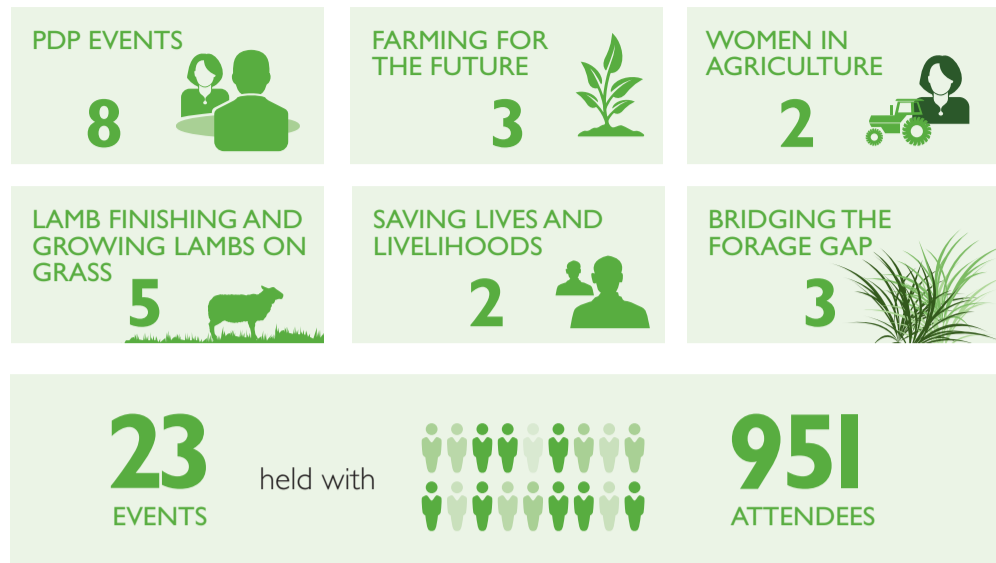 PDP EVENTS
8
FARMING FOR
THE FUTURE
3
WOMEN IN
AGRICULTURE
2
LAMB FINISHING AND
GROWING LAMBS ON
GRASS
5
SAVING LIVES AND
LIVELIHOODS
2
BRIDGING THE
FORAGE GAP
3
23
EVENTS
held with
951
ATTENDEES